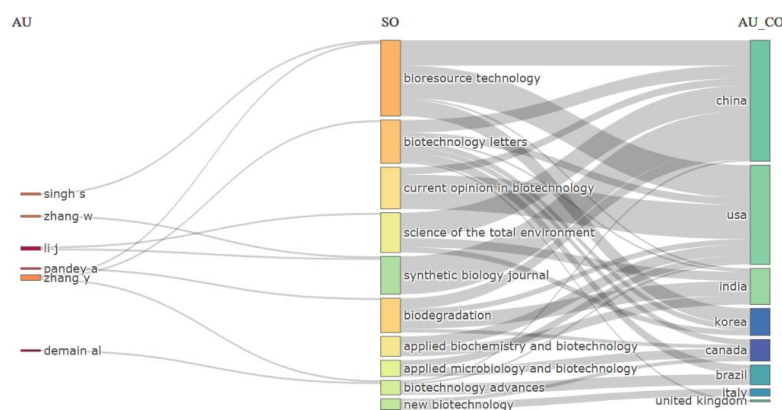 AU SO AU_CO
singh s
zhang w
li j
pandey a
zhang y
demain al
bioresource technology
biotechnology letters
current opinion in biotechnology
science of the total environment
synthetic biology journal
biodegradation
applied biochemistry and biotechnology
applied microbiology and biotechnology
biotechnology advances
new biotechnology
china
usa
india
korea
canada
brazil
italy
united kingdom